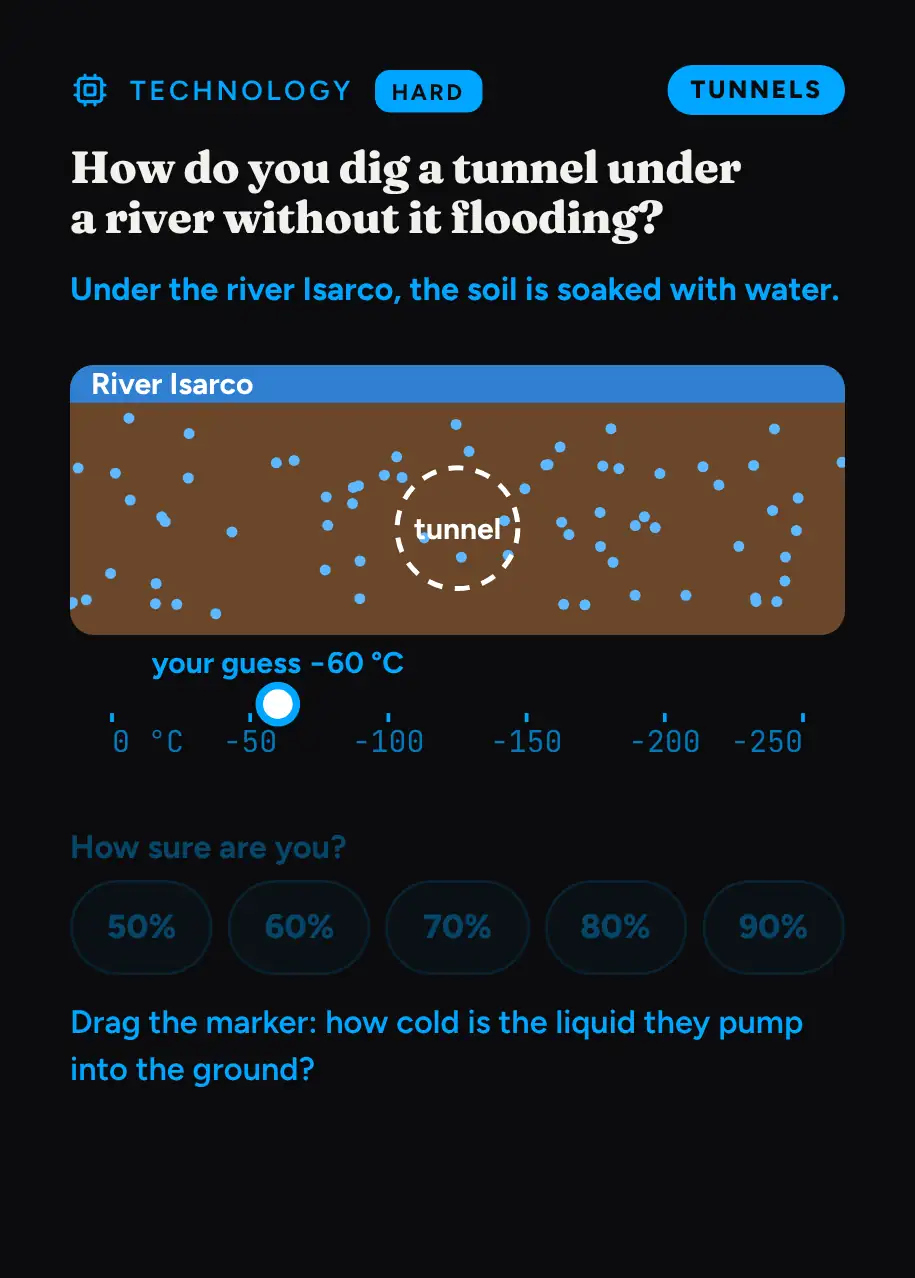 TECHNOLOGY HARD TUNNELS
How do you dig a tunnel under
a river without it flooding?
Under the river Isarco, the soil is soaked with water.
River Isarco
tunnel
your guess −60 °C
0 °C -50 -100 -150 -200 -250
How sure are you?
50% 60% 70% 80% 90%
Drag the marker: how cold is the liquid they pump
into the ground?